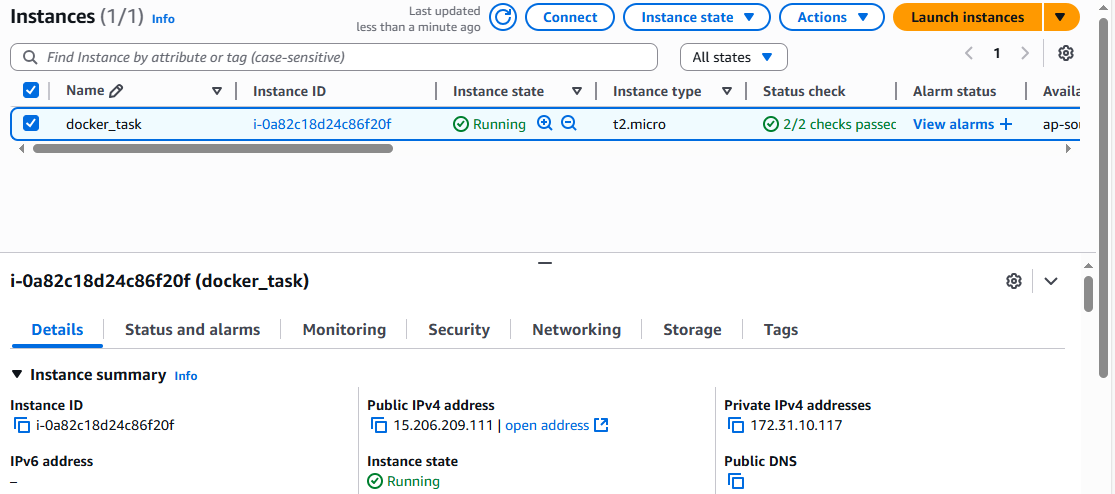 Instances (1/1) Info
Last updated
less than a minute ago
Connect
Instance state
Actions
Launch instances
Find Instance by attribute or tag (case-sensitive)
All states
1
Name Instance ID Instance state Instance type Status check Alarm status Availa
docker_task i-0a82c18d24c86f20f Running t2.micro 2/2 checks passec View alarms + ap-sou
i-0a82c18d24c86f20f (docker_task)
Details Status and alarms Monitoring Security Networking Storage Tags
Instance summary Info
Instance ID
i-0a82c18d24c86f20f
Public IPv4 address
15.206.209.111 | open address
Private IPv4 addresses
172.31.10.117
IPv6 address
–
Instance state
Running
Public DNS